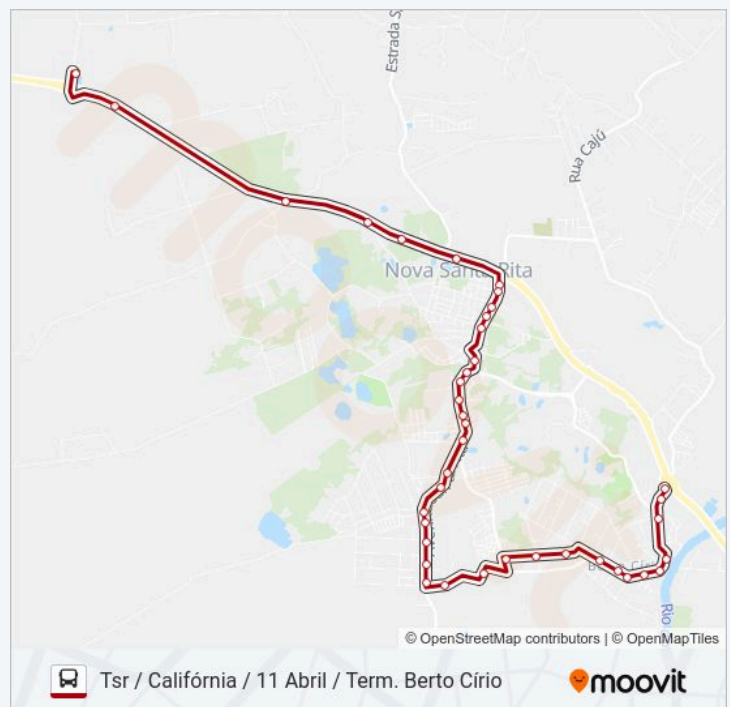 Estrada S
Rua Cajú
Nova Santa Rita
Rio
© OpenStreetMap contributors | © OpenMapTiles
Tsr / Califórnia / 11 Abril / Term. Berto Círio
moovit